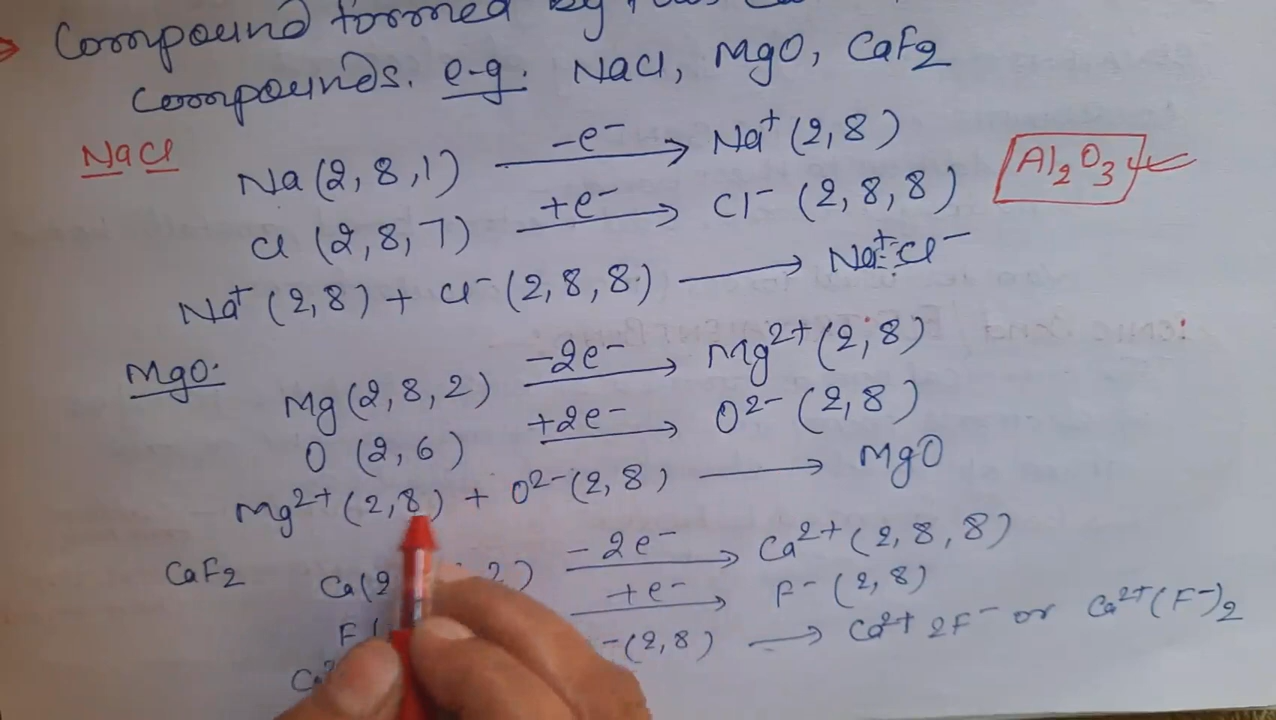 Compound formed by
compounds. e.g. NaCl, MgO, CaF2
NaCl
Na (2,8,1) -e⁻ → Na⁺ (2,8)
Al2O3
Cl (2,8,7) +e⁻ → Cl⁻ (2,8,8)
Na⁺ (2,8) + Cl⁻ (2,8,8) → Na⁺Cl⁻
MgO.
Mg (2,8,2) -2e⁻ → Mg²⁺ (2,8)
O (2,6) +2e⁻ → O²⁻ (2,8)
Mg²⁺ (2,8) + O²⁻ (2,8) → MgO
CaF2
Ca(2 2) -2e⁻ → Ca²⁺ (2,8,8)
F ( +e⁻ → F⁻ (2,8)
⁻(2,8) → Ca²⁺ 2F⁻ or Ca²⁺(F⁻)2